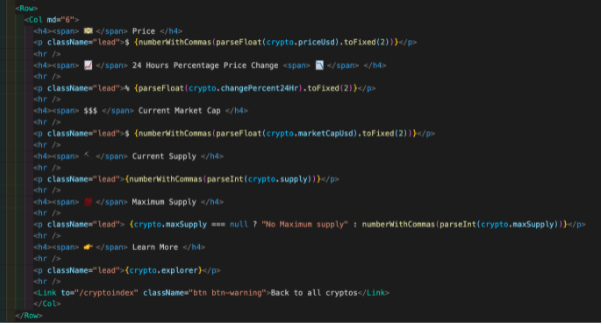 <Row>
<Col md="6">
<h4><span> 💵 </span> Price </h4>
<p className="lead">$ {numberWithCommas(parseFloat(crypto.priceUsd).toFixed(2))}</p>
<hr />
<h4><span> 📈 </span> 24 Hours Percentage Price Change <span> 📉 </span> </h4>
<hr />
<p className="lead">% {parseFloat(crypto.changePercent24Hr).toFixed(2)}</p>
<hr />
<h4><span> $$$ </span> Current Market Cap </h4>
<hr />
<p className="lead">$ {numberWithCommas(parseFloat(crypto.marketCapUsd).toFixed(2))}</p>
<hr />
<h4><span> </span> Current Supply </h4>
<hr />
<p className="lead">{numberWithCommas(parseInt(crypto.supply))}</p>
<hr />
<h4><span> </span> Maximum Supply </h4>
<hr />
<p className="lead"> {crypto.maxSupply === null ? "No Maximum supply" : numberWithCommas(parseInt(crypto.maxSupply))}</p>
<hr />
<h4><span> 👉 </span> Learn More </h4>
<hr />
<p className="lead">{crypto.explorer}</p>
<hr />
<Link to="/cryptoindex" className="btn btn-warning">Back to all cryptos</Link>
</Col>
</Row>